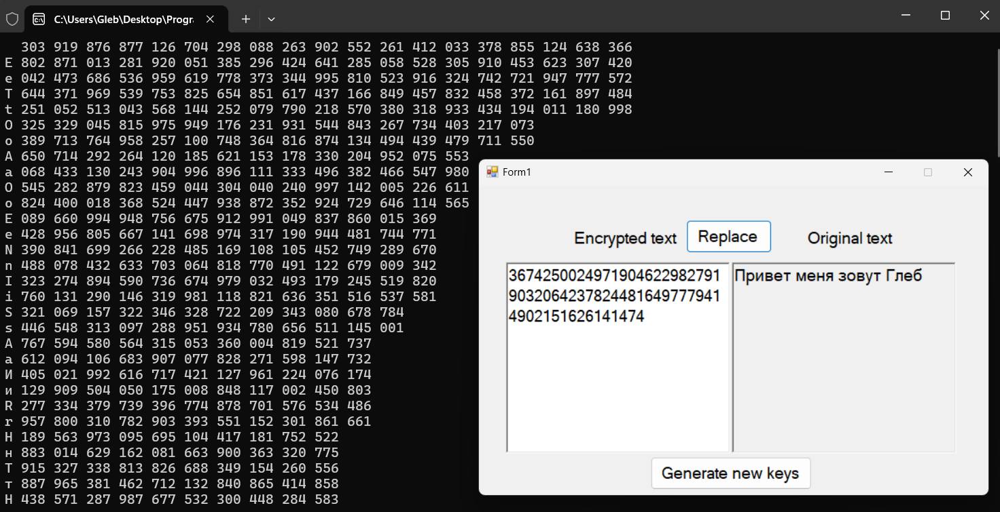 C:\Users\Gleb\Desktop\Progr
303 919 876 877 126 704 298 088 263 902 552 261 412 033 378 855 124 638 366
E 802 871 013 281 920 051 385 296 424 641 285 058 528 305 910 453 623 307 420
e 042 473 686 536 959 619 778 373 344 995 810 523 916 324 742 721 947 777 572
T 644 371 969 539 753 825 654 851 617 437 166 849 457 832 458 372 161 897 484
t 251 052 513 043 568 144 252 079 790 218 570 380 318 933 434 194 011 180 998
O 325 329 045 815 975 949 176 231 931 544 843 267 734 403 217 073
o 389 713 764 958 257 100 748 364 816 874 134 494 439 479 711 550
A 650 714 292 264 120 185 621 153 178 330 204 952 075 553
a 068 433 130 243 904 996 896 111 333 496 382 466 547 980
О 545 282 879 823 459 044 304 040 240 997 142 005 226 611
о 824 400 018 368 524 447 938 872 352 924 729 646 114 565
Е 089 660 994 948 756 675 912 991 049 837 860 015 369
е 428 956 805 667 141 698 974 317 190 944 481 744 771
N 390 841 699 266 228 485 169 108 105 452 749 289 670
n 488 078 432 633 703 064 818 770 491 122 679 009 342
I 323 274 894 590 736 674 979 032 493 179 245 519 820
i 760 131 290 146 319 981 118 821 636 351 516 537 581
S 321 069 157 322 346 328 722 209 343 080 678 784
s 446 548 313 097 288 951 934 780 656 511 145 001
А 767 594 580 564 315 053 360 004 819 521 737
а 612 094 106 683 907 077 828 271 598 147 732
И 405 021 992 616 717 421 127 961 224 076 174
и 129 909 504 050 175 008 848 117 002 450 803
R 277 334 379 739 396 774 878 701 576 534 486
r 957 800 310 782 903 393 551 152 301 861 661
Н 189 563 973 095 695 104 417 181 752 522
н 883 014 629 162 081 663 900 363 320 775
Т 915 327 338 813 826 688 349 154 260 556
т 887 965 381 462 712 132 840 865 414 858
H 438 571 287 987 677 532 300 448 284 583
Form1
Encrypted text
Replace
Original text
3674250024971904622982791
9032064237824481649777941
4902151626141474
Привет меня зовут Глеб
Generate new keys